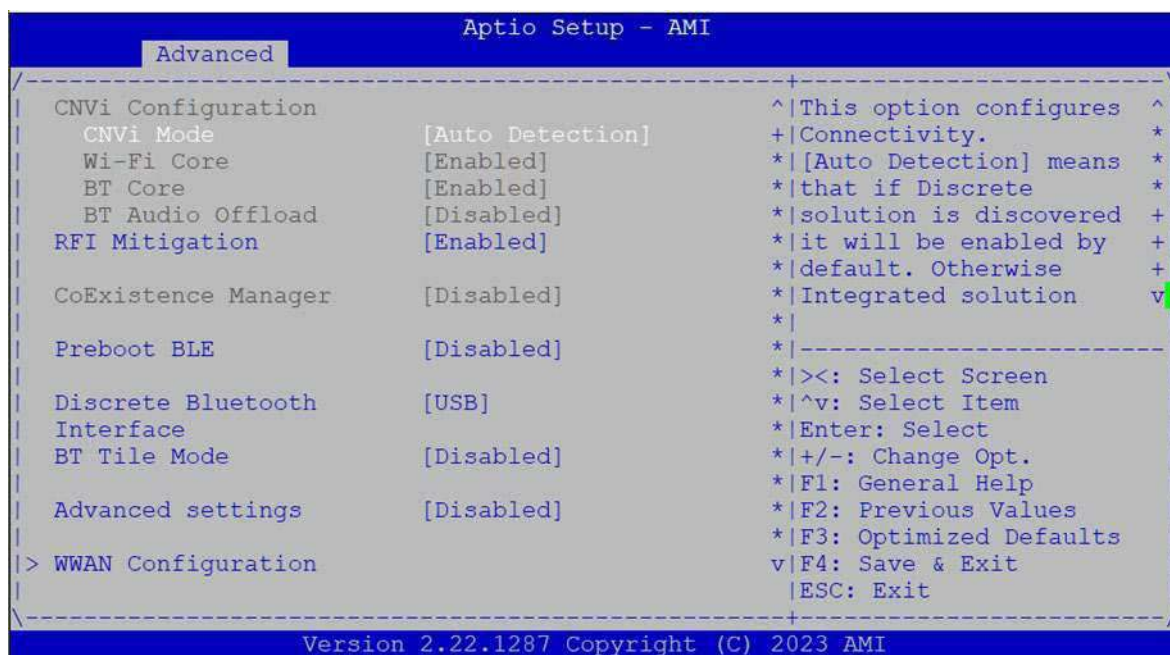 Aptio Setup - AMI
Advanced
CNVi Configuration
CNVi Mode [Auto Detection]
Wi-Fi Core [Enabled]
BT Core [Enabled]
BT Audio Offload [Disabled]
RFI Mitigation [Enabled]
CoExistence Manager [Disabled]
Preboot BLE [Disabled]
Discrete Bluetooth [USB]
Interface
BT Tile Mode [Disabled]
Advanced settings [Disabled]
> WWAN Configuration
This option configures
Connectivity.
[Auto Detection] means
that if Discrete
solution is discovered
it will be enabled by
default. Otherwise
Integrated solution
><: Select Screen
^v: Select Item
Enter: Select
+/-: Change Opt.
F1: General Help
F2: Previous Values
F3: Optimized Defaults
F4: Save & Exit
ESC: Exit
Version 2.22.1287 Copyright (C) 2023 AMI